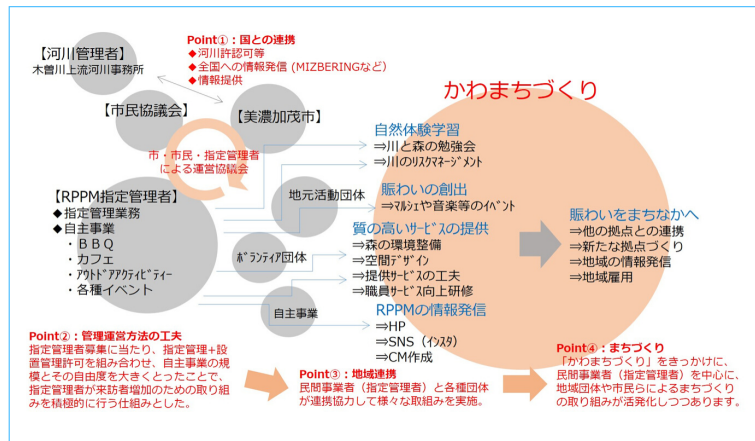 Point①：国との連携
◆河川許認可等
◆全国への情報発信 (MIZBERINGなど)
◆情報提供
【河川管理者】
木曽川上流河川事務所
【市民協議会】
【美濃加茂市】
市・市民・指定管理者
による運営協議会
【RPPM指定管理者】
◆指定管理業務
◆自主事業
・ＢＢＱ
・カフェ
・ｱｳﾄﾄﾞｱｱｸﾃｨﾋﾞﾃｨｰ
・各種イベント
地元活動団体
ﾎﾞﾗﾝﾃｨｱ団体
自主事業
かわまちづくり
自然体験学習
⇒川と森の勉強会
⇒川のﾘｽｸﾏﾈｰｼﾞﾒﾝﾄ
賑わいの創出
⇒ﾏﾙｼｪや音楽等のイベント
質の高いサービスの提供
⇒森の環境整備
⇒空間デザイン
⇒提供ｻｰﾋﾞｽの工夫
⇒職員サービス向上研修
RPPMの情報発信
⇒HP
⇒SNS（ｲﾝｽﾀ）
⇒CM作成
賑わいをまちなかへ
⇒他の拠点との連携
⇒新たな拠点づくり
⇒地域の情報発信
⇒地域雇用
Point②：管理運営方法の工夫
指定管理者募集に当たり、指定管理+設
置管理許可を組み合わせ、自主事業の規
模とその自由度を大きくとったことで、
指定管理者が来訪者増加のための取り組
みを積極的に行う仕組みとした。
Point③：地域連携
民間事業者（指定管理者）と各種団体
が連携協力して様々な取組みを実施。
Point④：まちづくり
「かわまちづくり」をきっかけに、
民間事業者（指定管理者）を中心に、
地域団体や市民らによるまちづくり
の取り組みが活発化しつつあります。